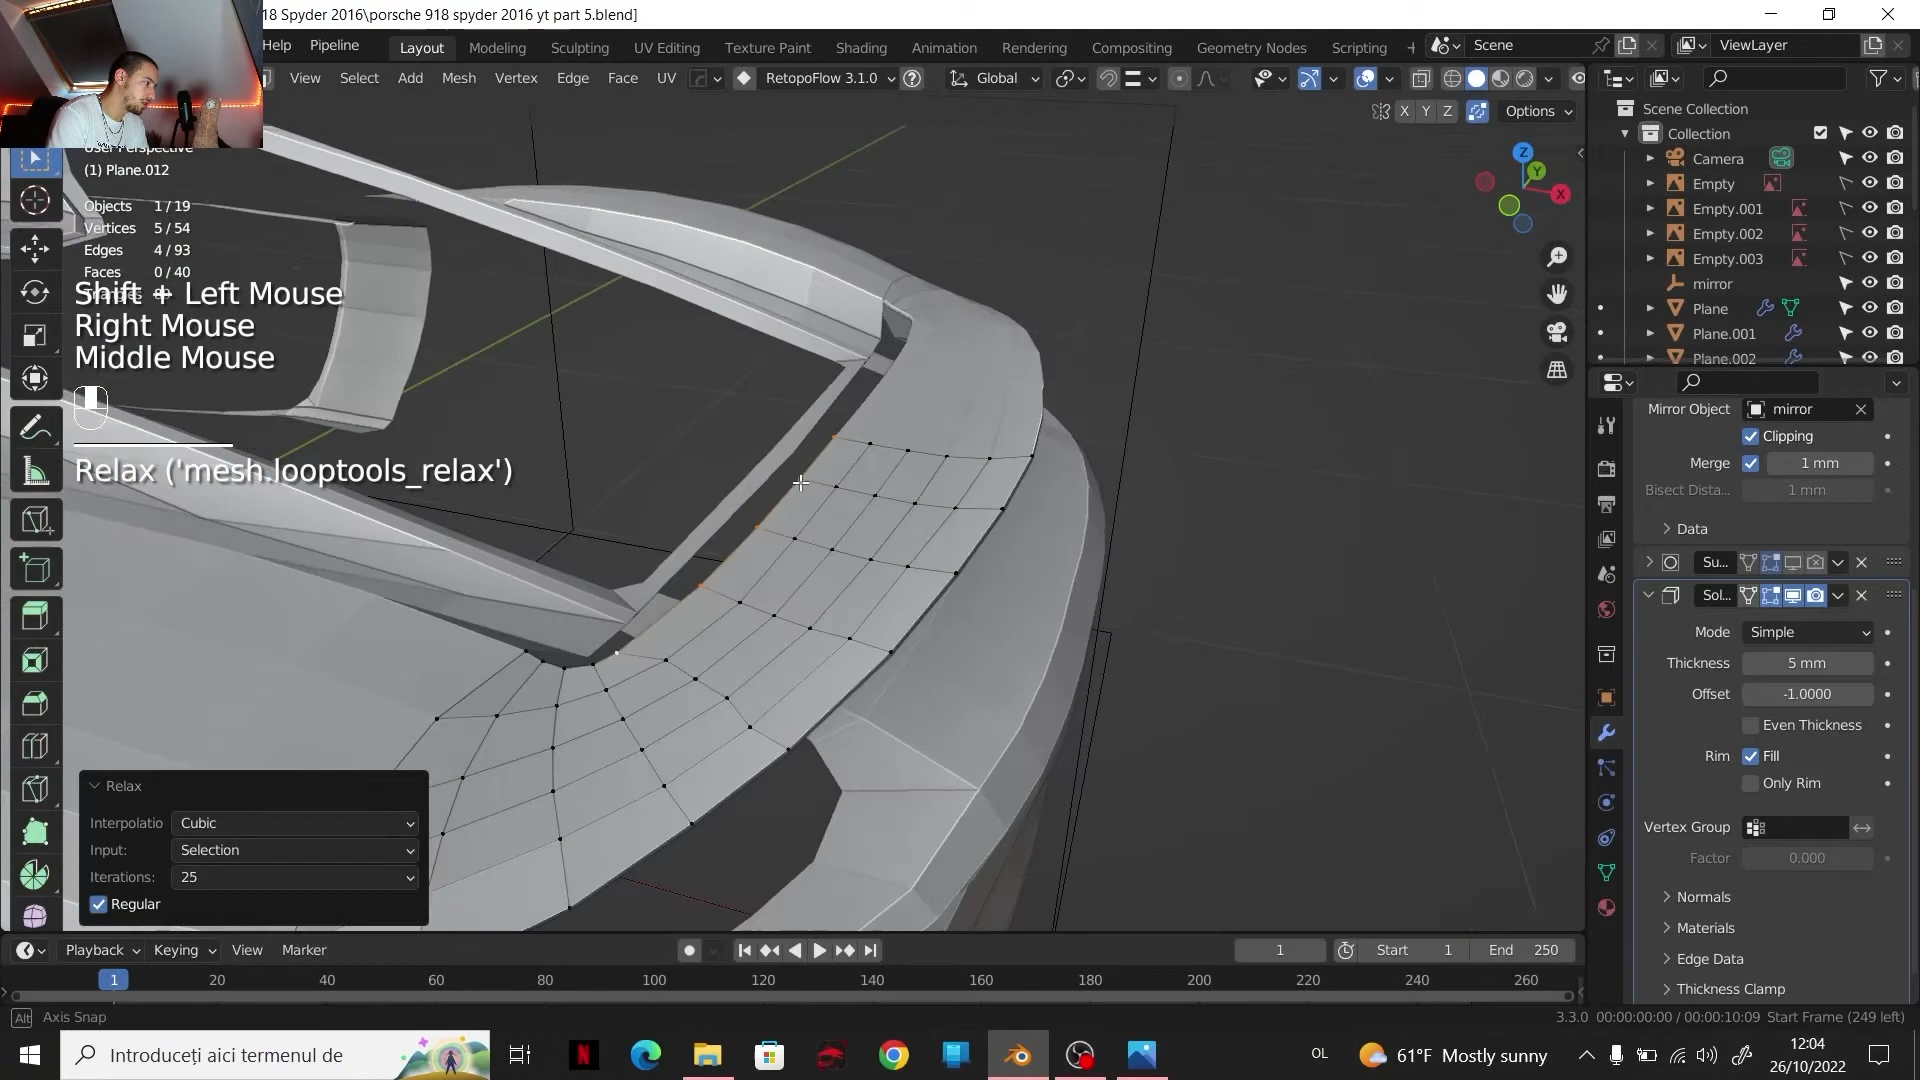 18 Spyder 2016\porsche 918 spyder 2016 yt part 5.blend]
Help Pipeline Layout Modeling Sculpting UV Editing Texture Paint Shading Animation Rendering Compositing Geometry Nodes Scripting + Scene ViewLayer
View Select Add Mesh Vertex Edge Face UV RetopoFlow 3.1.0 Global
X Y Z Options
User Perspective
(1) Plane.012
Objects 1 / 19
Vertices 5 / 54
Edges 4 / 93
Faces 0 / 40
Shift + Left Mouse
Right Mouse
Middle Mouse
Relax ('mesh.looptools_relax')
Z
Y
X
Relax
Interpolatio Cubic
Input: Selection
Iterations: 25
Regular
Scene Collection
Collection
Camera
Empty
Empty.001
Empty.002
Empty.003
mirror
Plane
Plane.001
Plane.002
Mirror Object mirror
Clipping
Merge 1 mm
Bisect Dista... 1 mm
Data
Su...
Sol...
Mode Simple
Thickness 5 mm
Offset -1.0000
Even Thickness
Rim Fill
Only Rim
Vertex Group
Factor 0.000
Normals
Materials
Edge Data
Thickness Clamp
Playback Keying View Marker 1 Start 1 End 250
1 20 40 60 80 100 120 140 160 180 200 220 240 260
Alt Axis Snap 3.3.0 00:00:00:00 / 00:00:10:09 Start Frame (249 left)
Introduceți aici termenul de OL 61°F Mostly sunny 12:04
26/10/2022